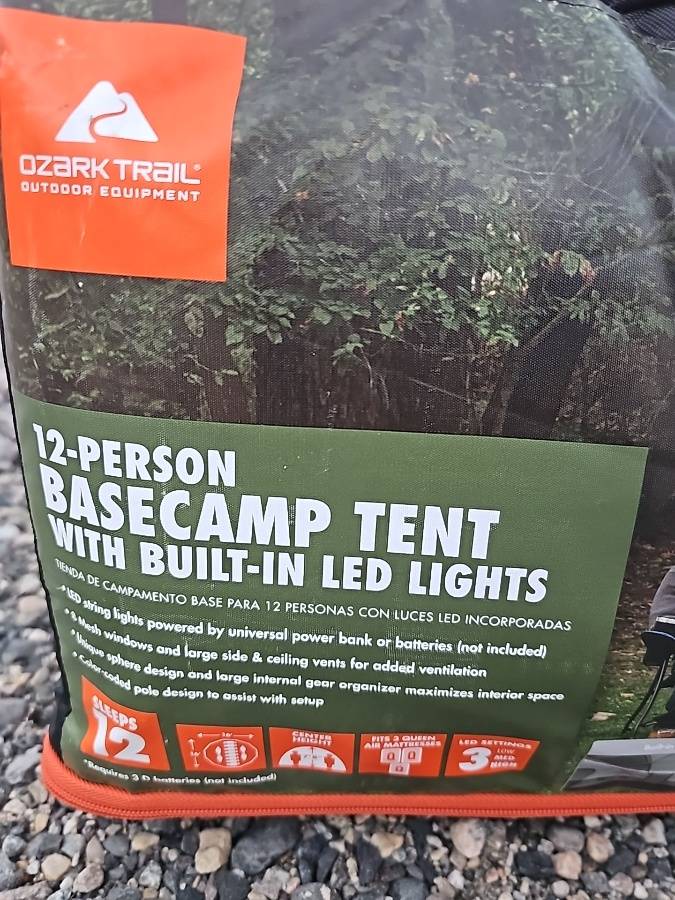 OZARK TRAIL
OUTDOOR EQUIPMENT
12-PERSON
BASECAMP TENT
WITH BUILT-IN LED LIGHTS
TIENDA DE CAMPAMENTO BASE PARA 12 PERSONAS CON LUCES LED INCORPORADAS
*LED string lights powered by universal power bank or batteries (not included)
* Mesh windows and large side & ceiling vents for added ventilation
*Unique sphere design and large internal gear organizer maximizes interior space
*Color-coded pole design to assist with setup
SLEEPS
12
16'
CENTER
HEIGHT
FITS 3 QUEEN
AIR MATTRESSES
LED SETTINGS
3
LOW
MED
HIGH
*Requires 3 D batteries (not included)